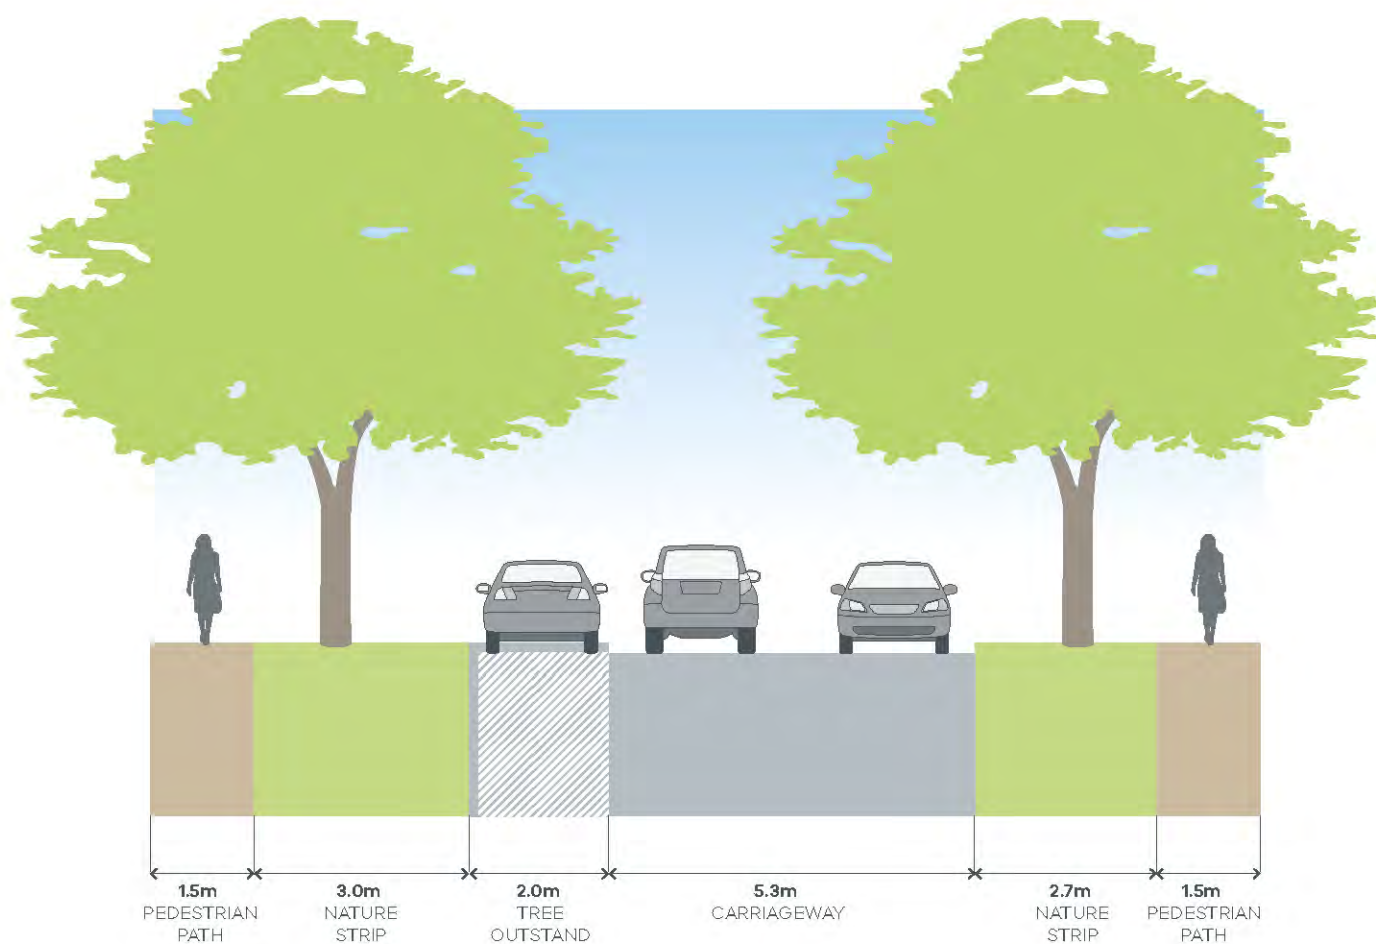 1.5m
PEDESTRIAN
PATH
3.0m
NATURE
STRIP
2.0m
TREE
OUTSTAND
5.3m
CARRIAGEWAY
2.7m
NATURE
STRIP
1.5m
PEDESTRIAN
PATH